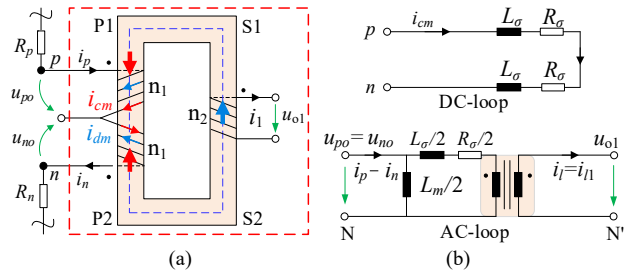 P1
S1
R_p
p
i_p
n_1
u_po
i_cm
n_2
i_1
u_o1
i_dm
u_no
n_1
n
i_n
R_n
P2
S2
(a)
p
i_cm
L_σ
R_σ
n
L_σ
R_σ
DC-loop
u_po= u_no
L_σ/2
R_σ/2
u_o1
i_p− i_n
L_m/2
i_l=i_l1
N
AC-loop
N'
(b)